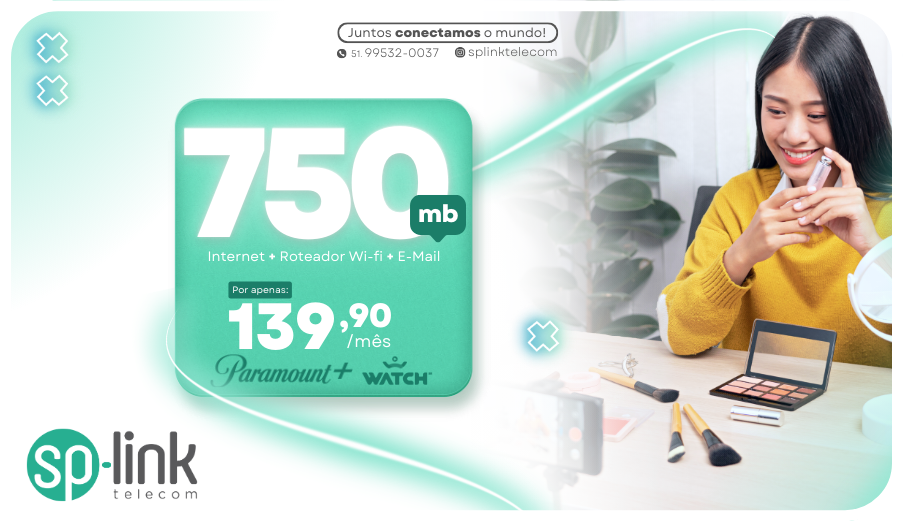 Juntos conectamos o mundo!
51. 99532-0037 splinktelecom
750
mb
Internet + Roteador Wi-fi + E-Mail
Por apenas:
139,90
/mês
Paramount+ WATCH
sp-link
telecom